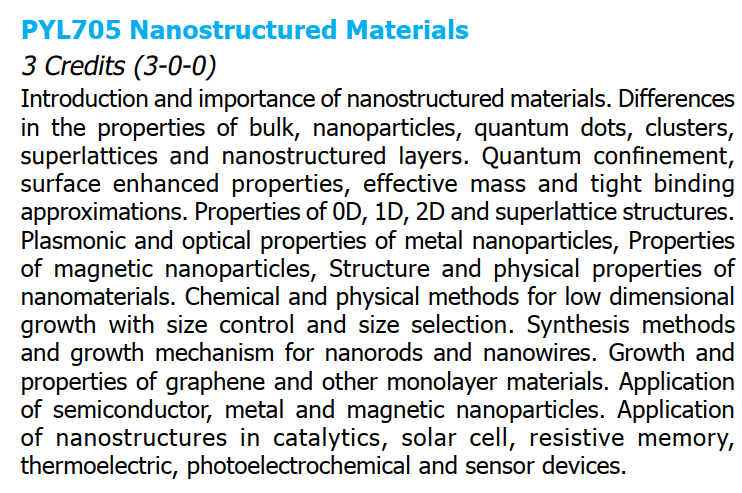 PYL705 Nanostructured Materials
3 Credits (3-0-0)
Introduction and importance of nanostructured materials. Differences
in the properties of bulk, nanoparticles, quantum dots, clusters,
superlattices and nanostructured layers. Quantum confinement,
surface enhanced properties, effective mass and tight binding
approximations. Properties of 0D, 1D, 2D and superlattice structures.
Plasmonic and optical properties of metal nanoparticles, Properties
of magnetic nanoparticles, Structure and physical properties of
nanomaterials. Chemical and physical methods for low dimensional
growth with size control and size selection. Synthesis methods
and growth mechanism for nanorods and nanowires. Growth and
properties of graphene and other monolayer materials. Application
of semiconductor, metal and magnetic nanoparticles. Application
of nanostructures in catalytics, solar cell, resistive memory,
thermoelectric, photoelectrochemical and sensor devices.